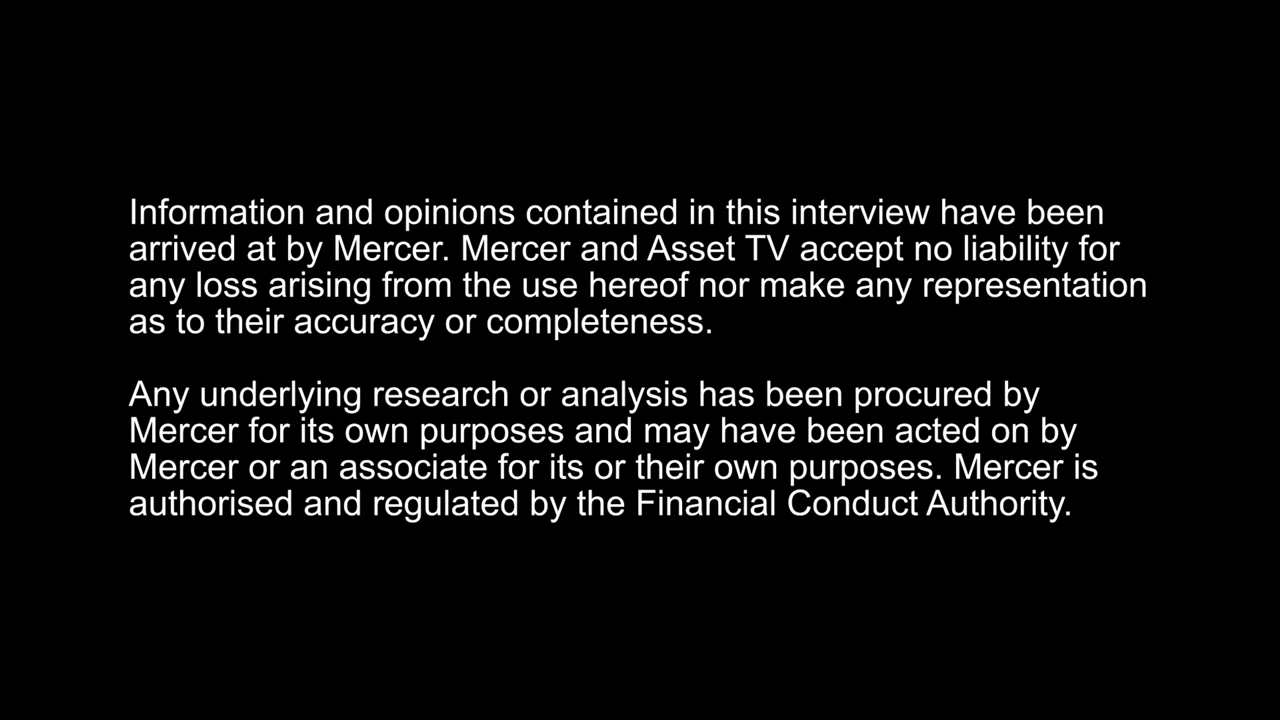 Information and opinions contained in this interview have been
arrived at by Mercer. Mercer and Asset TV accept no liability for
any loss arising from the use hereof nor make any representation
as to their accuracy or completeness.
Any underlying research or analysis has been procured by
Mercer for its own purposes and may have been acted on by
Mercer or an associate for its or their own purposes. Mercer is
authorised and regulated by the Financial Conduct Authority.